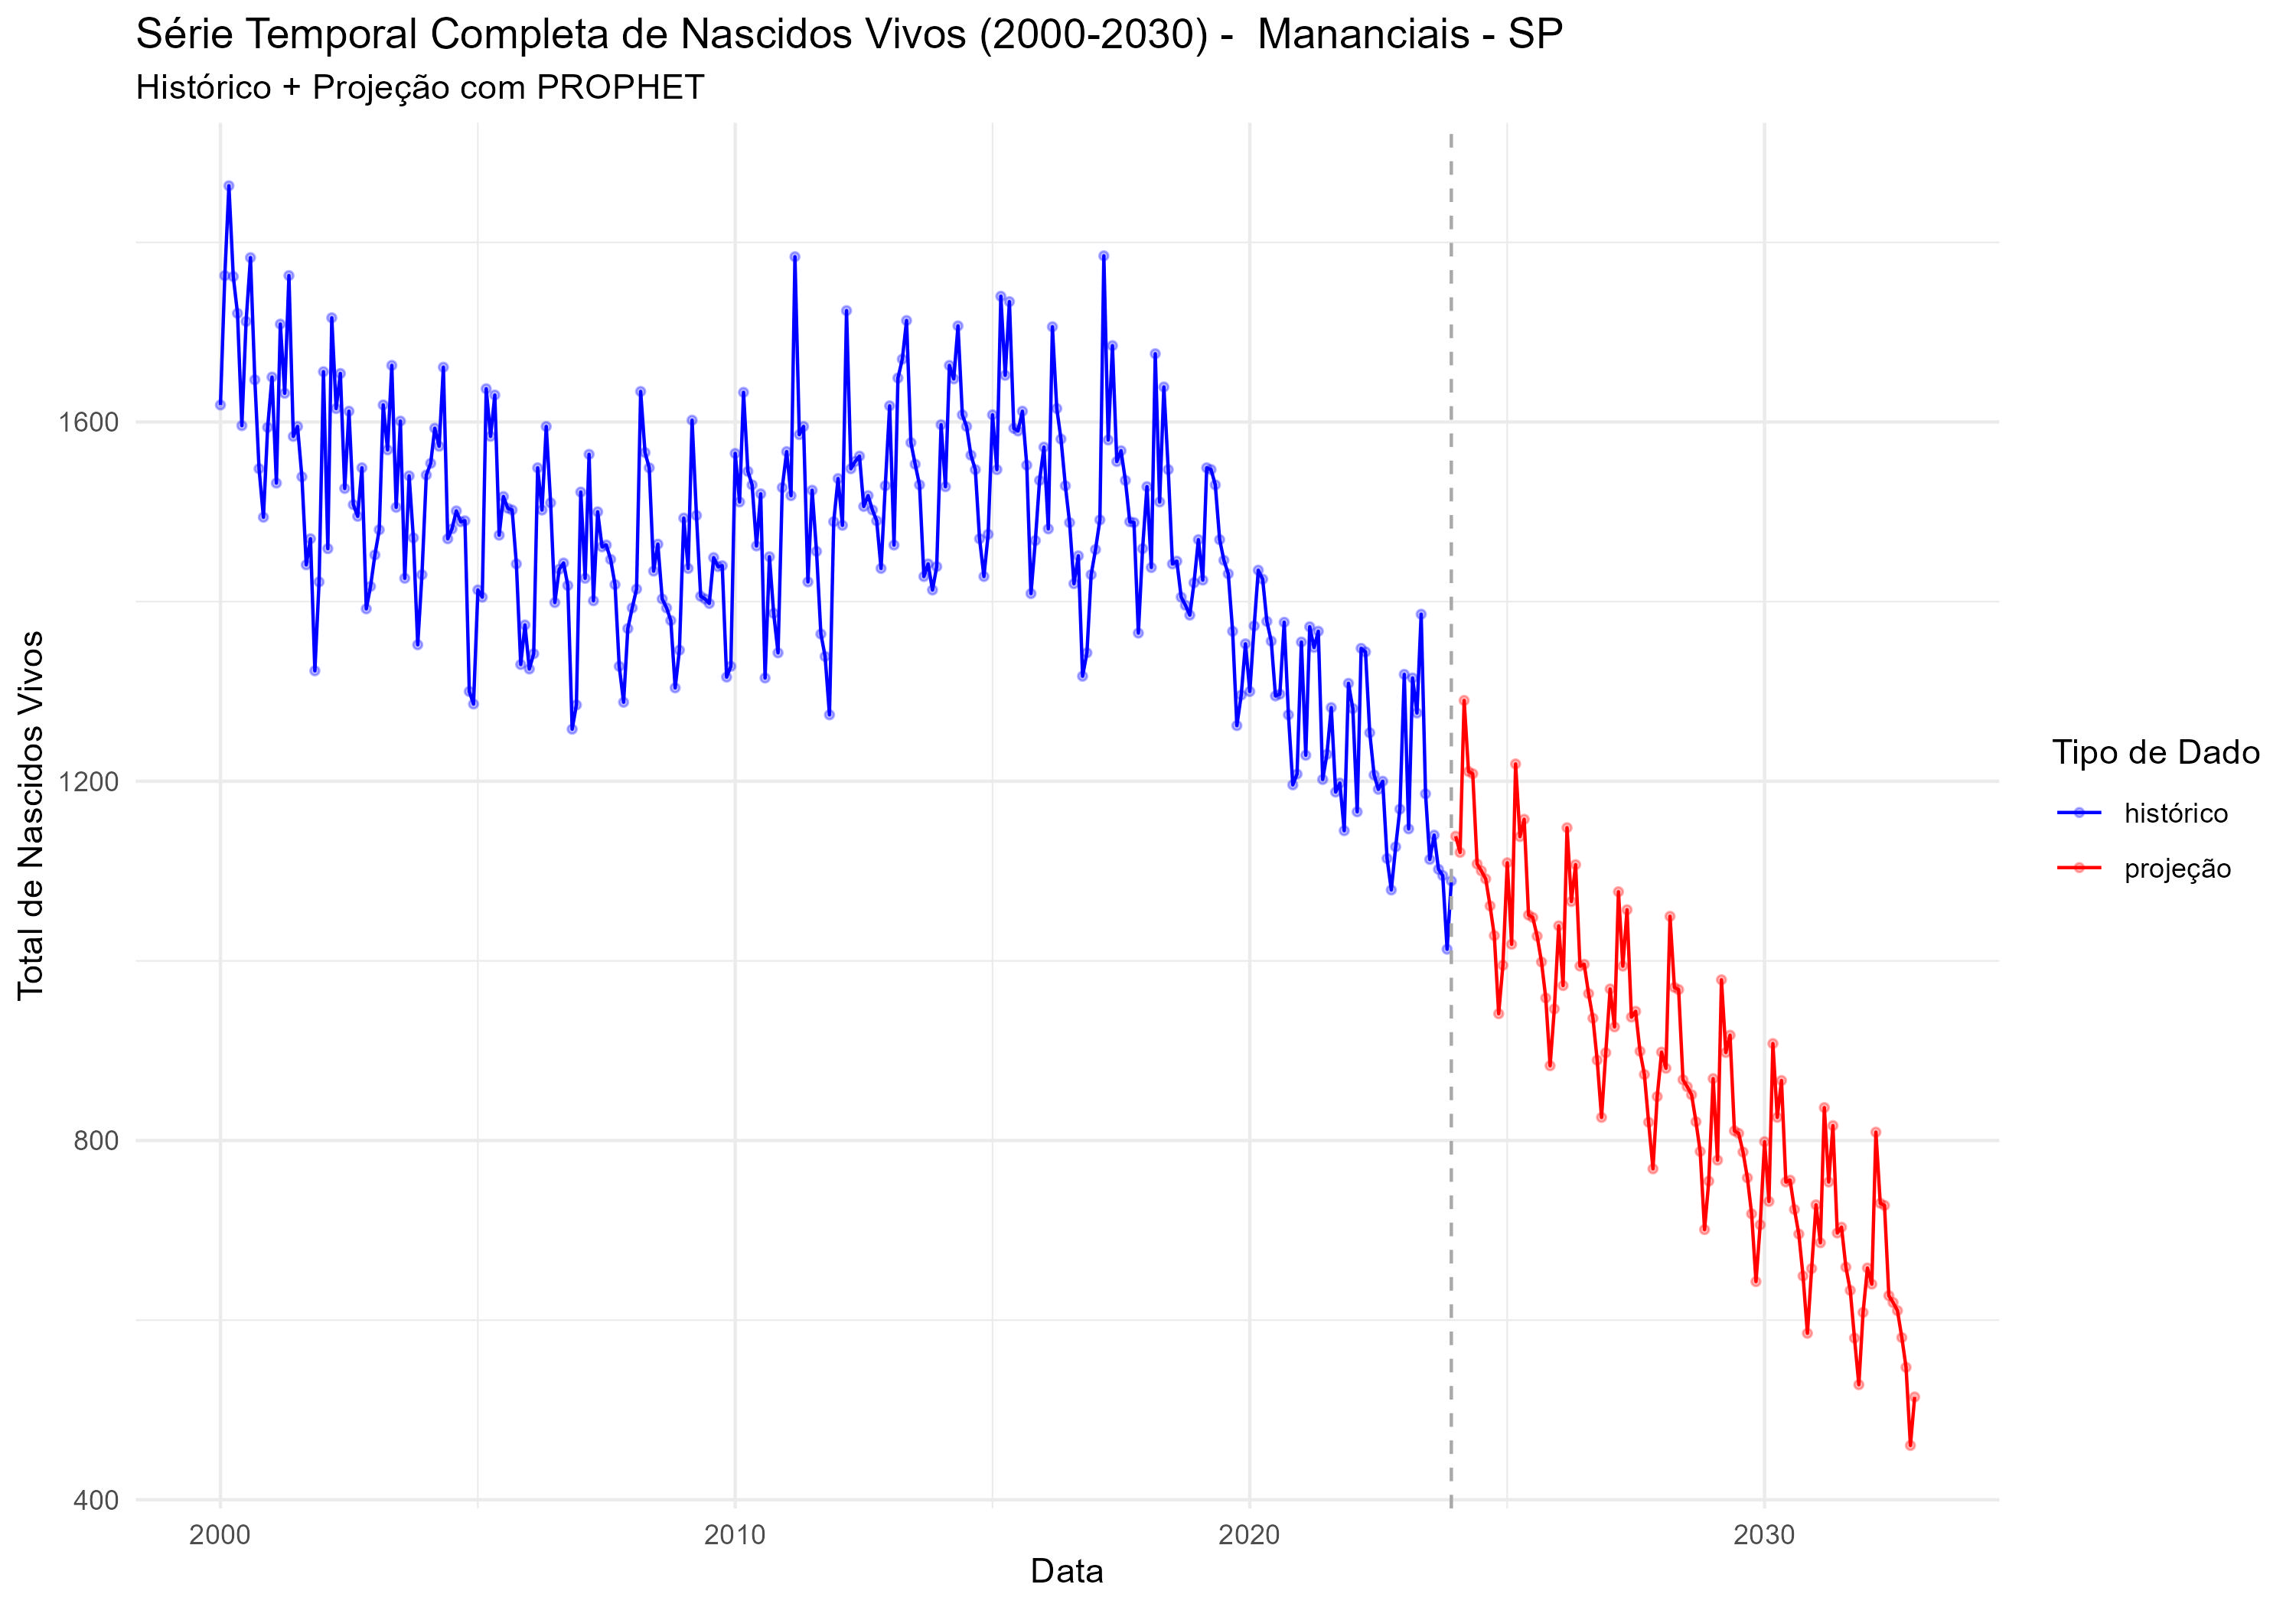 Série Temporal Completa de Nascidos Vivos (2000-2030) -  Mananciais - SP
Histórico + Projeção com PROPHET
Total de Nascidos Vivos
1600
1200
800
400
2000
2010
2020
2030
Data
Tipo de Dado
histórico
projeção